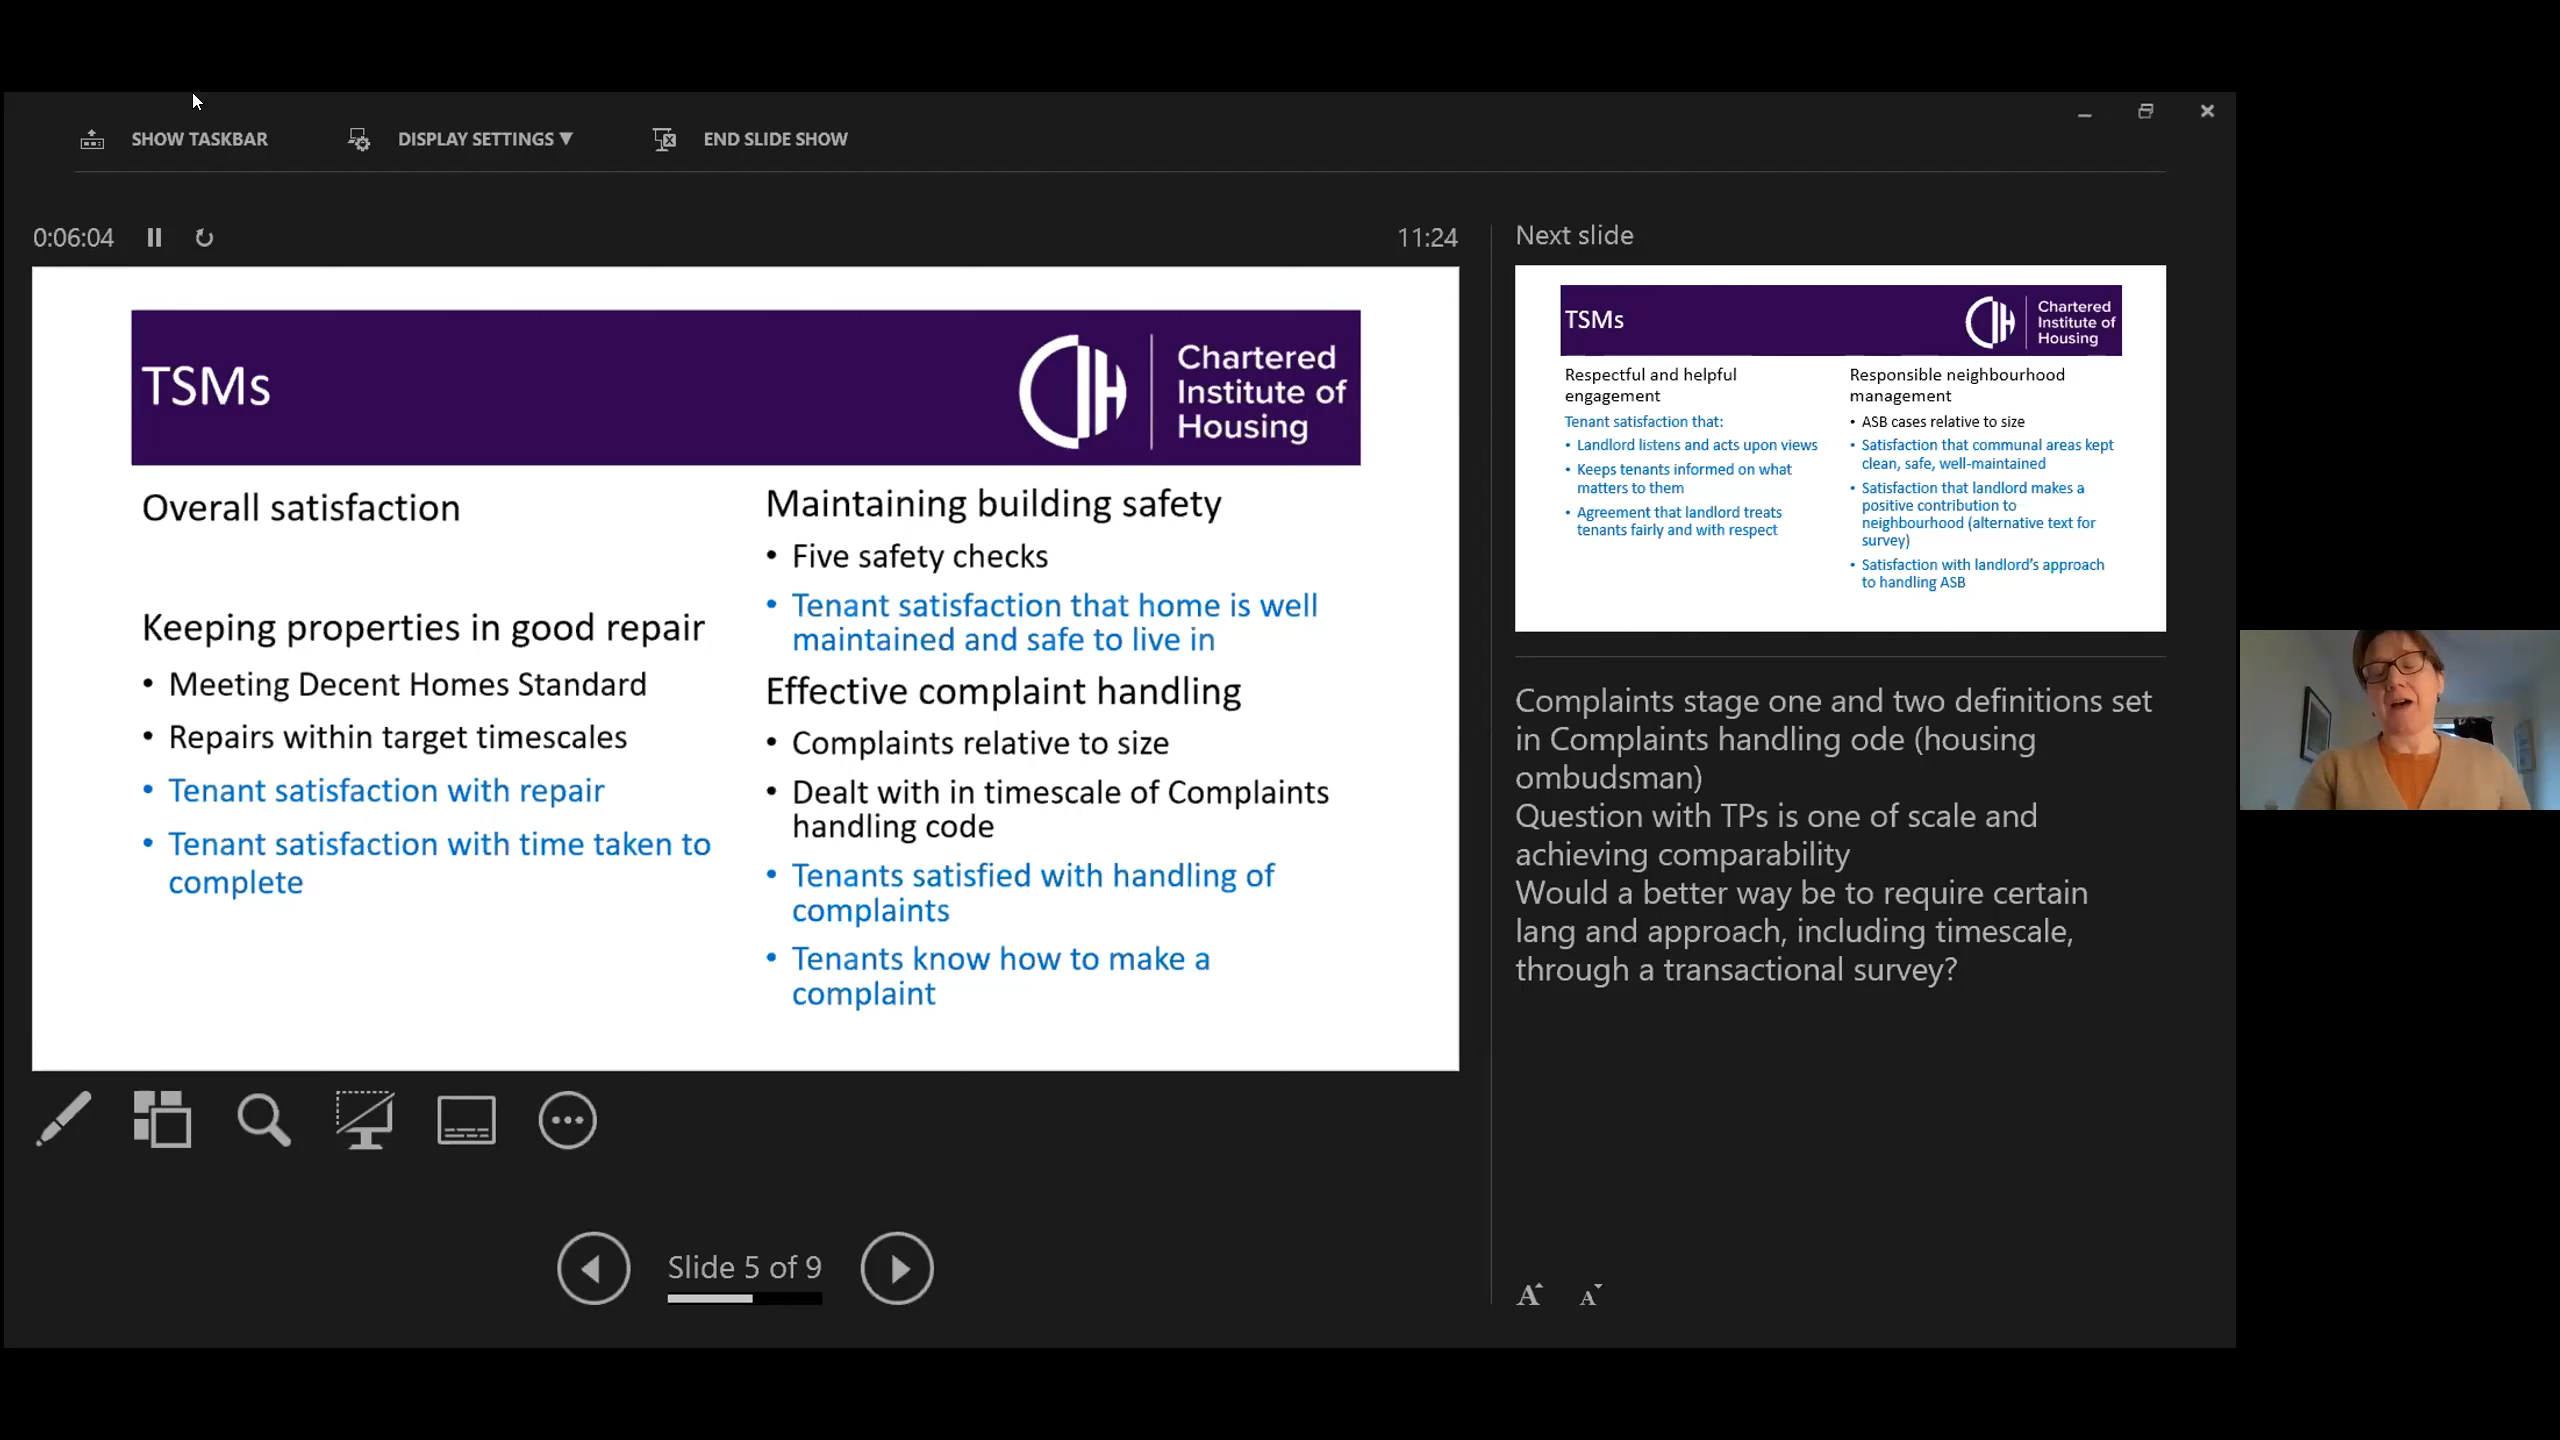 SHOW TASKBAR
DISPLAY SETTINGS ▼
END SLIDE SHOW
0:06:04
11:24
TSMs
Chartered
Institute of
Housing
Overall satisfaction
Keeping properties in good repair
• Meeting Decent Homes Standard
• Repairs within target timescales
• Tenant satisfaction with repair
• Tenant satisfaction with time taken to
complete
Maintaining building safety
• Five safety checks
• Tenant satisfaction that home is well
maintained and safe to live in
Effective complaint handling
• Complaints relative to size
• Dealt with in timescale of Complaints
handling code
• Tenants satisfied with handling of
complaints
• Tenants know how to make a
complaint
Slide 5 of 9
Next slide
TSMs
Chartered
Institute of
Housing
Respectful and helpful
engagement
Tenant satisfaction that:
• Landlord listens and acts upon views
• Keeps tenants informed on what
matters to them
• Agreement that landlord treats
tenants fairly and with respect
Responsible neighbourhood
management
• ASB cases relative to size
• Satisfaction that communal areas kept
clean, safe, well-maintained
• Satisfaction that landlord makes a
positive contribution to
neighbourhood (alternative text for
survey)
• Satisfaction with landlord's approach
to handling ASB
Complaints stage one and two definitions set
in Complaints handling ode (housing
ombudsman)
Question with TPs is one of scale and
achieving comparability
Would a better way be to require certain
lang and approach, including timescale,
through a transactional survey?
A A